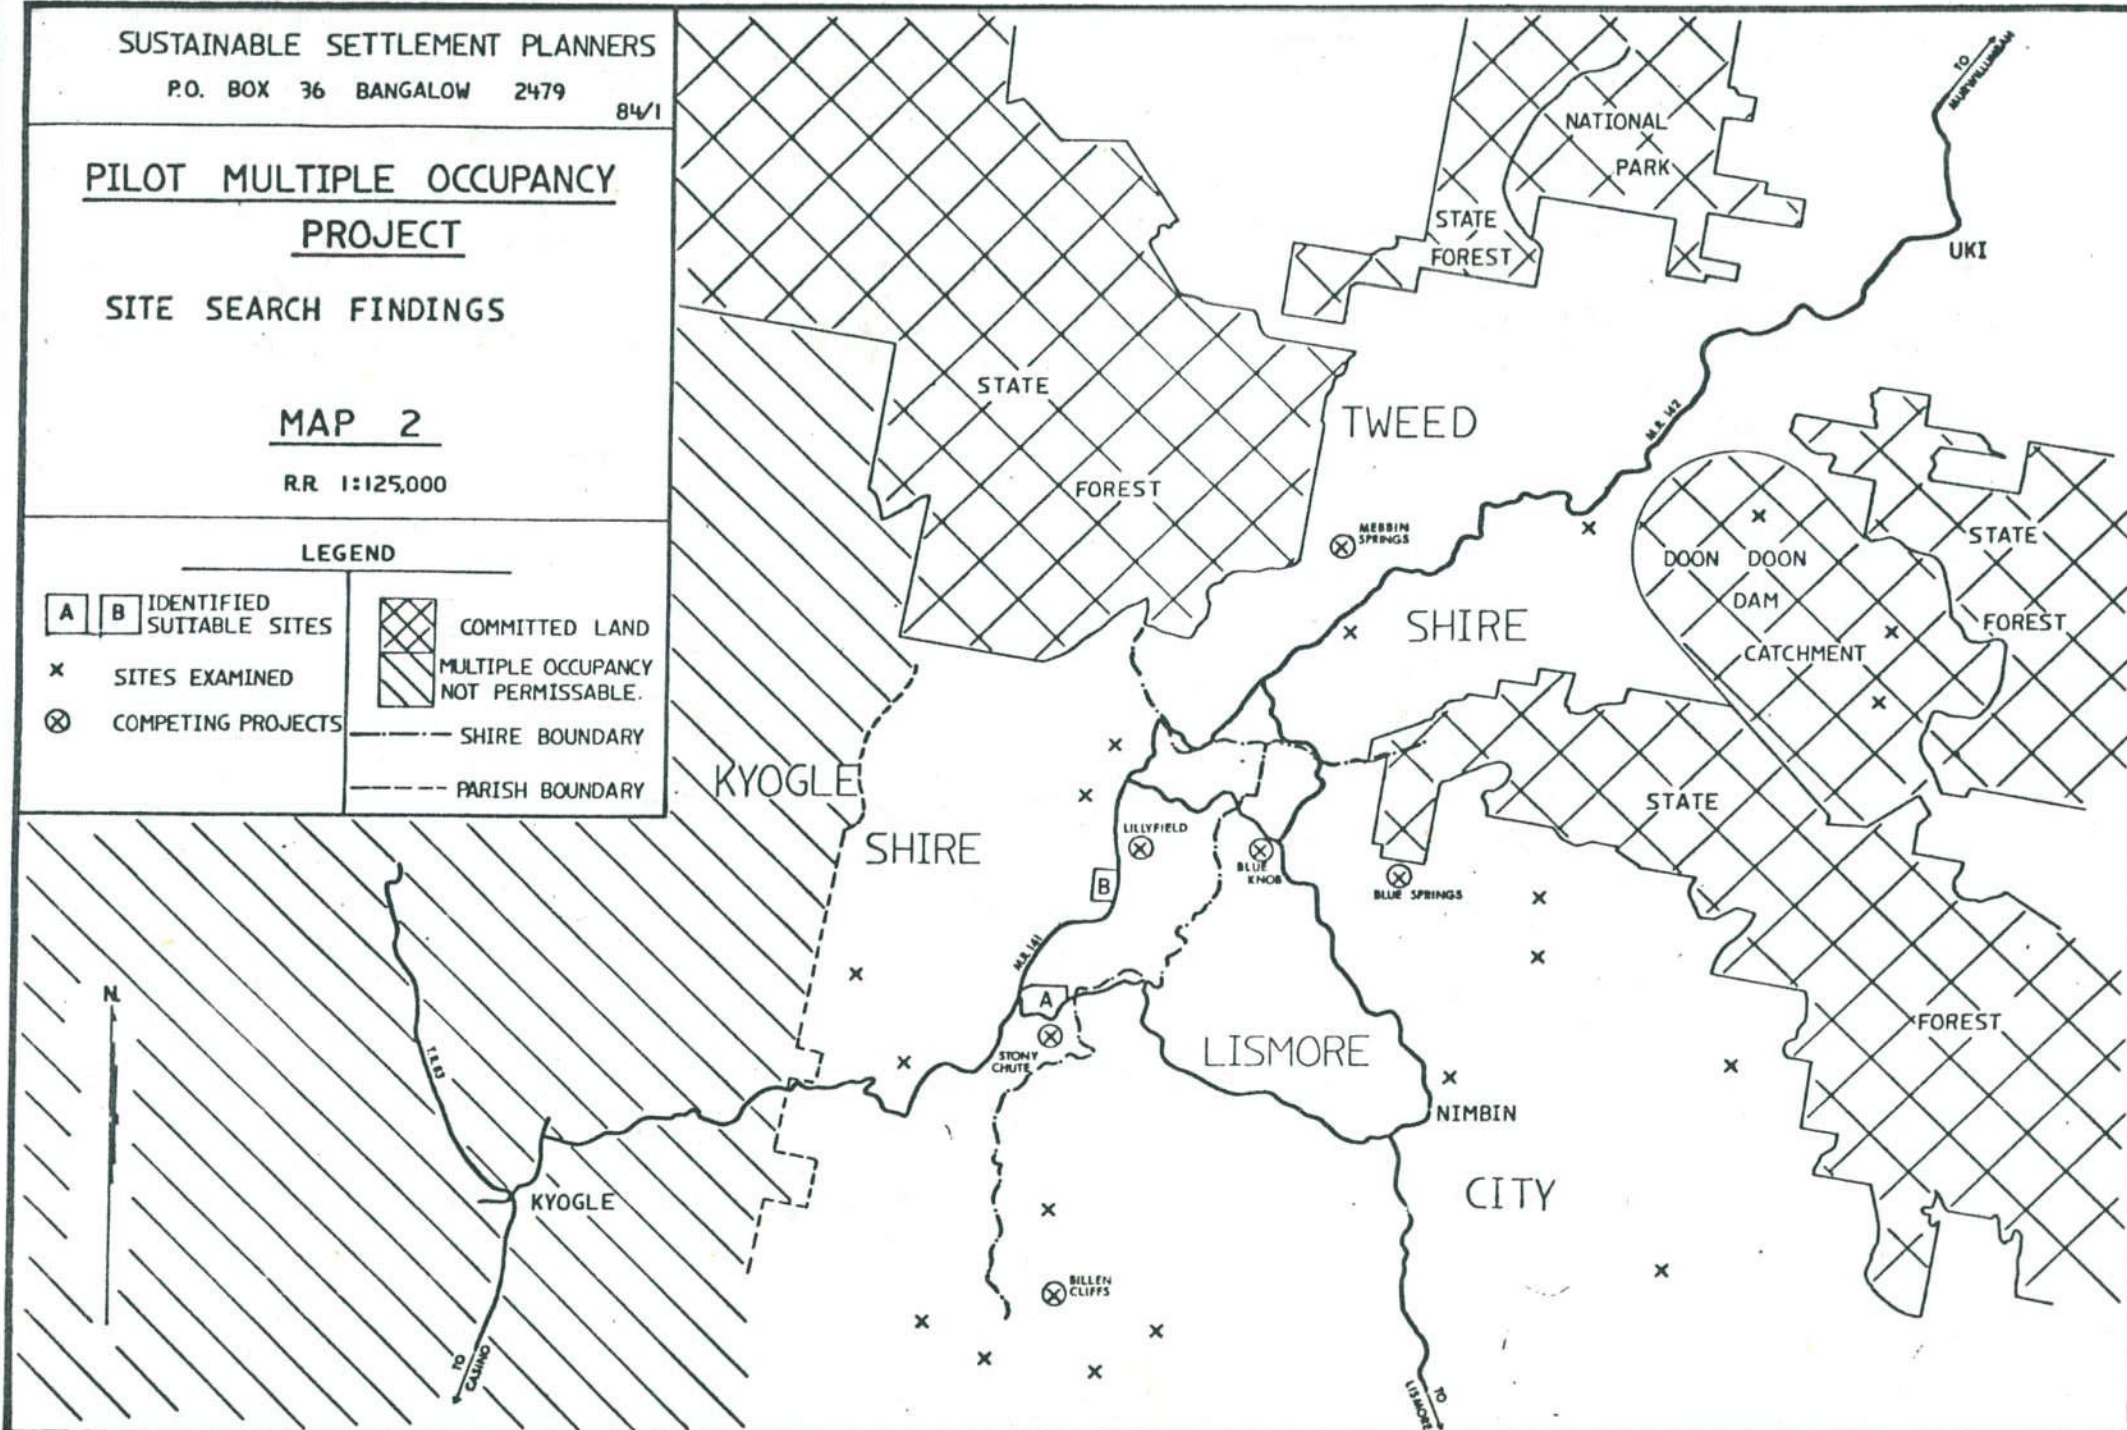 SUSTAINABLE SETTLEMENT PLANNERS
P.O. BOX 36 BANGALOW 2479
84/1
PILOT MULTIPLE OCCUPANCY
PROJECT
SITE SEARCH FINDINGS
MAP 2
R.R. 1:125,000
LEGEND
A B IDENTIFIED
SUITABLE SITES
SITES EXAMINED
COMPETING PROJECTS
COMMITTED LAND
MULTIPLE OCCUPANCY
NOT PERMISSABLE.
SHIRE BOUNDARY
PARISH BOUNDARY
TO
MURWILLUMBAH
NATIONAL
PARK
STATE
FOREST
UKI
STATE
FOREST
TWEED
SHIRE
M.R. 142
MEBBIN
SPRINGS
DOON DOON
DAM
CATCHMENT
STATE
FOREST
STATE
FOREST
KYOGLE
SHIRE
LILLYFIELD
BLUE
KNOB
BLUE SPRINGS
B
M.R. 141
A
STONY
CHUTE
LISMORE
CITY
NIMBIN
N.
T.R. 83
KYOGLE
BILLEN
CLIFFS
TO
CASINO
TO
LISMORE